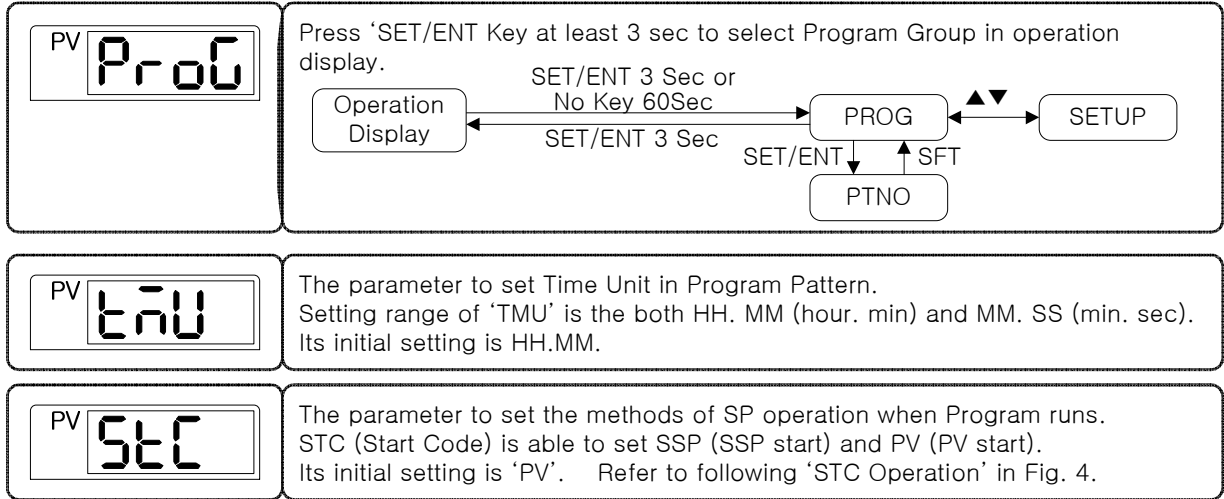 PV ProG
Press ‘SET/ENT Key at least 3 sec to select Program Group in operation
display.
SET/ENT 3 Sec or
No Key 60Sec
Operation
Display
SET/ENT 3 Sec
PROG
▲▼
SETUP
SET/ENT
SFT
PTNO
PV tmU
The parameter to set Time Unit in Program Pattern.
Setting range of ‘TMU’ is the both HH. MM (hour. min) and MM. SS (min. sec).
Its initial setting is HH.MM.
PV StC
The parameter to set the methods of SP operation when Program runs.
STC (Start Code) is able to set SSP (SSP start) and PV (PV start).
Its initial setting is ‘PV’. Refer to following ‘STC Operation’ in Fig. 4.